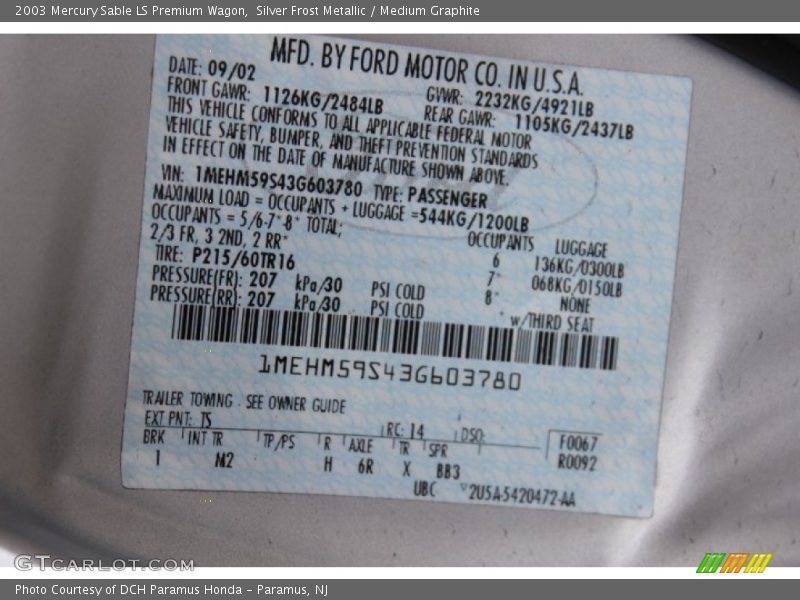 2003 Mercury Sable LS Premium Wagon,  Silver Frost Metallic / Medium Graphite
MFD. BY FORD MOTOR CO. IN U.S.A.
DATE: 09/02
GVWR: 2232KG/4921LB
FRONT GAWR: 1126KG/2484LB
REAR GAWR: 1105KG/2437LB
THIS VEHICLE CONFORMS TO ALL APPLICABLE FEDERAL MOTOR
VEHICLE SAFETY, BUMPER, AND THEFT PREVENTION STANDARDS
IN EFFECT ON THE DATE OF MANUFACTURE SHOWN ABOVE.
VIN: 1MEHM59S43G603780 TYPE: PASSENGER
MAXIMUM LOAD = OCCUPANTS + LUGGAGE =544KG/1200LB
OCCUPANTS = 5/6-7*-8* TOTAL;
2/3 FR, 3 2ND, 2 RR*
OCCUPANTS LUGGAGE
6 136KG/0300LB
7* 068KG/0150LB
8* NONE
* w/THIRD SEAT
TIRE: P215/60TR16
PRESSURE(FR): 207 kPa/30 PSI COLD
PRESSURE(RR): 207 kPa/30 PSI COLD
1MEHM59S43G603780
TRAILER TOWING - SEE OWNER GUIDE
EXT PNT: TS RC: 14 DSO: F0067
BRK INT TR TP/PS R AXLE TR SPR R0092
1 M2 H 6R X BB3
UBC 2U5A-5420472-AA
GTCARLOT.COM
Photo Courtesy of DCH Paramus Honda - Paramus, NJ